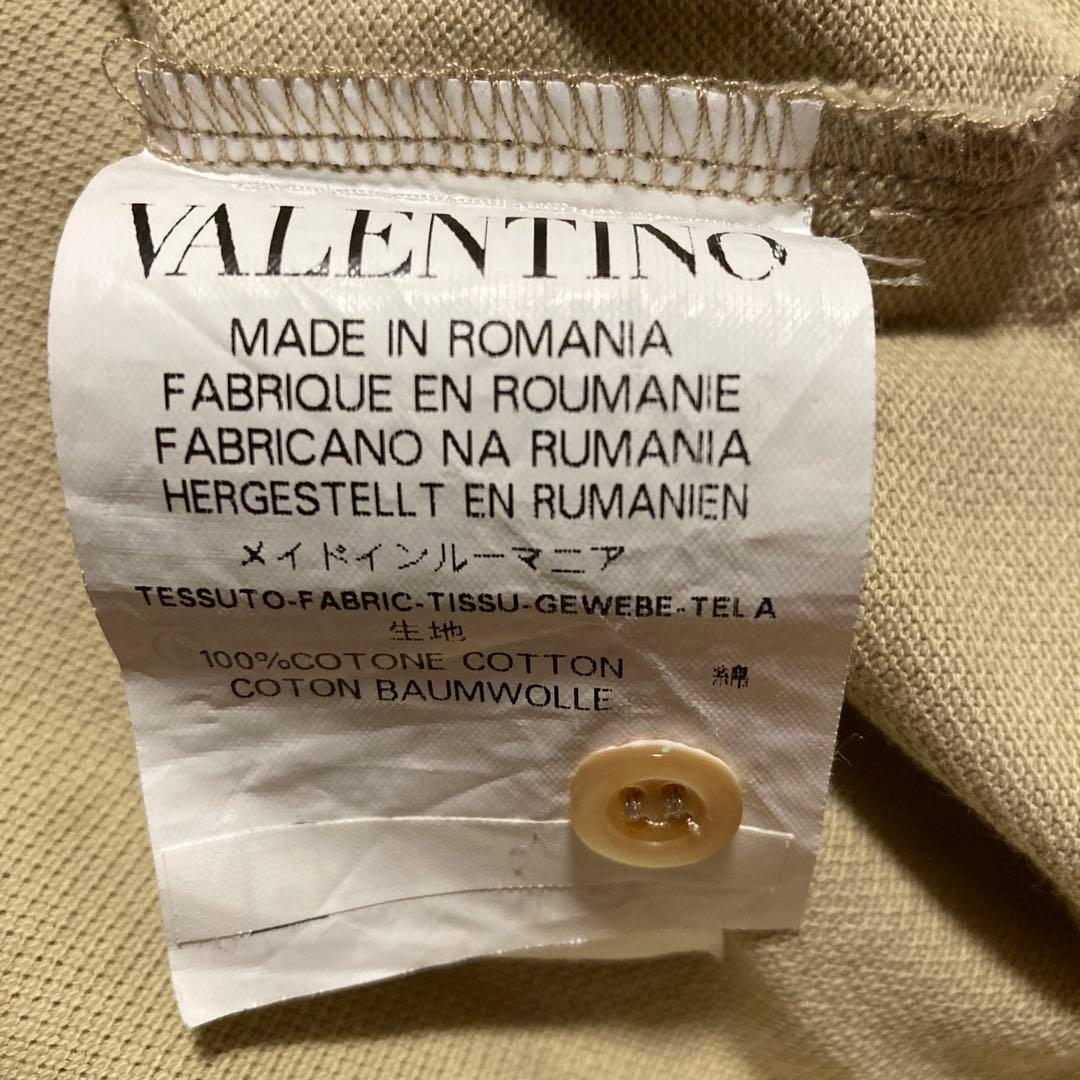 VALENTINO
MADE IN ROMANIA
FABRIQUE EN ROUMANIE
FABRICANO NA RUMANIA
HERGESTELLT EN RUMANIEN
メイドインルーマニア
TESSUTO-FABRIC-TISSU-GEWEBE-TELA
生地
100%COTONE COTTON 綿
COTON BAUMWOLLE